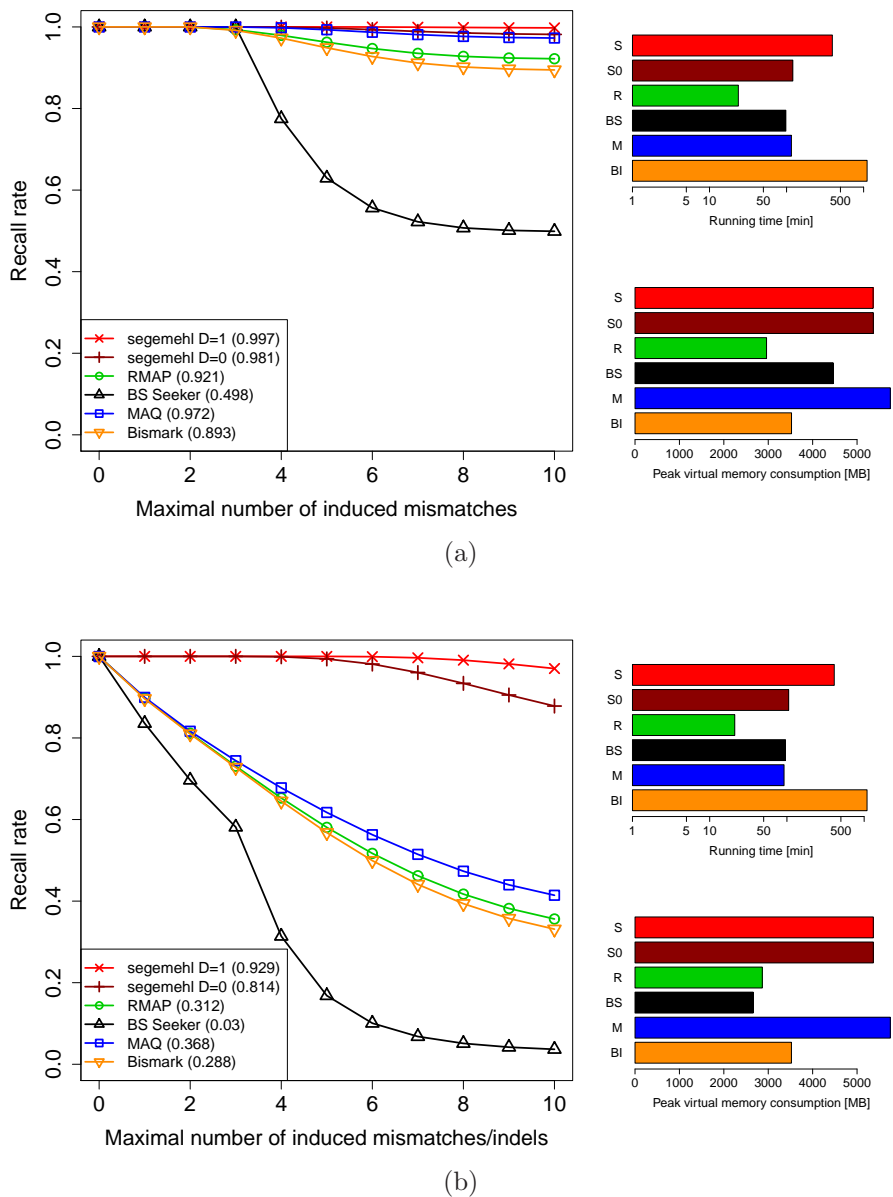 1.0
0.8
0.6
0.4
0.2
0.0
Recall rate
segemehl D=1 (0.997)
segemehl D=0 (0.981)
RMAP (0.921)
BS Seeker (0.498)
MAQ (0.972)
Bismark (0.893)
0 2 4 6 8 10
Maximal number of induced mismatches
S
S0
R
BS
M
BI
1 5 10 50 500
Running time [min]
S
S0
R
BS
M
BI
0 1000 2000 3000 4000 5000
Peak virtual memory consumption [MB]
(a)
1.0
0.8
0.6
0.4
0.2
0.0
Recall rate
segemehl D=1 (0.929)
segemehl D=0 (0.814)
RMAP (0.312)
BS Seeker (0.03)
MAQ (0.368)
Bismark (0.288)
0 2 4 6 8 10
Maximal number of induced mismatches/indels
S
S0
R
BS
M
BI
1 5 10 50 500
Running time [min]
S
S0
R
BS
M
BI
0 1000 2000 3000 4000 5000
Peak virtual memory consumption [MB]
(b)